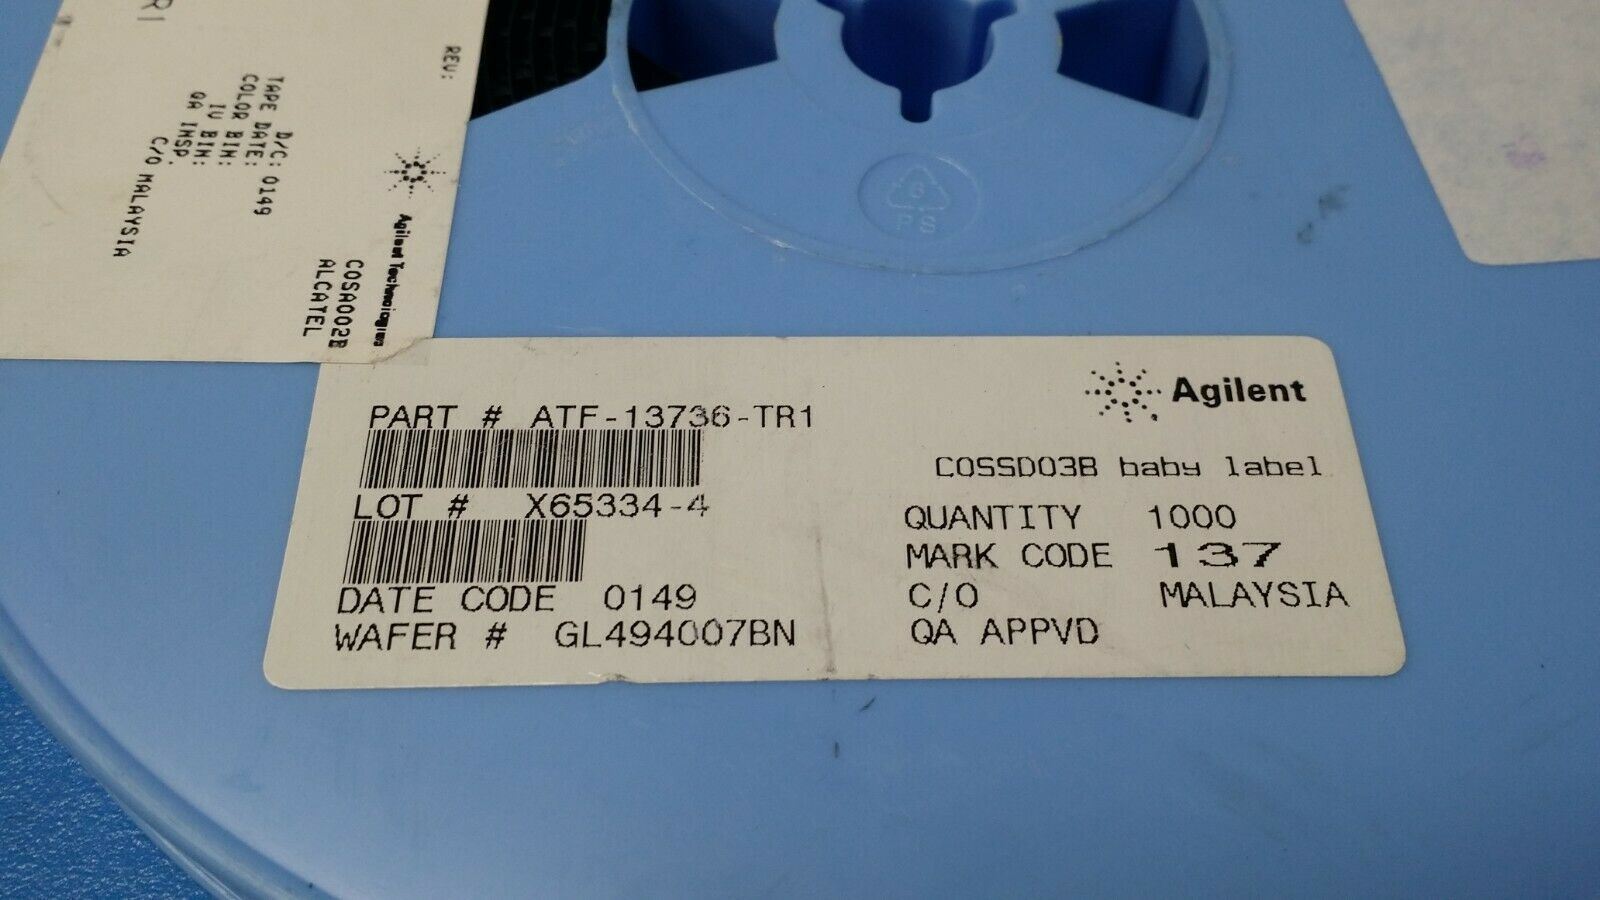 REV:
D/C: 0149
TAPE DATE:
COLOR BIN:
IV BIN:
QA INSP.
C/O MALAYSIA
Agilent Technologies
COSA002B
ALCATEL
6
PS
Agilent
PART # ATF-13736-TR1
COSSD03B baby label
LOT # X65334-4
QUANTITY 1000
MARK CODE 137
DATE CODE 0149
C/O MALAYSIA
WAFER # GL494007BN
QA APPVD